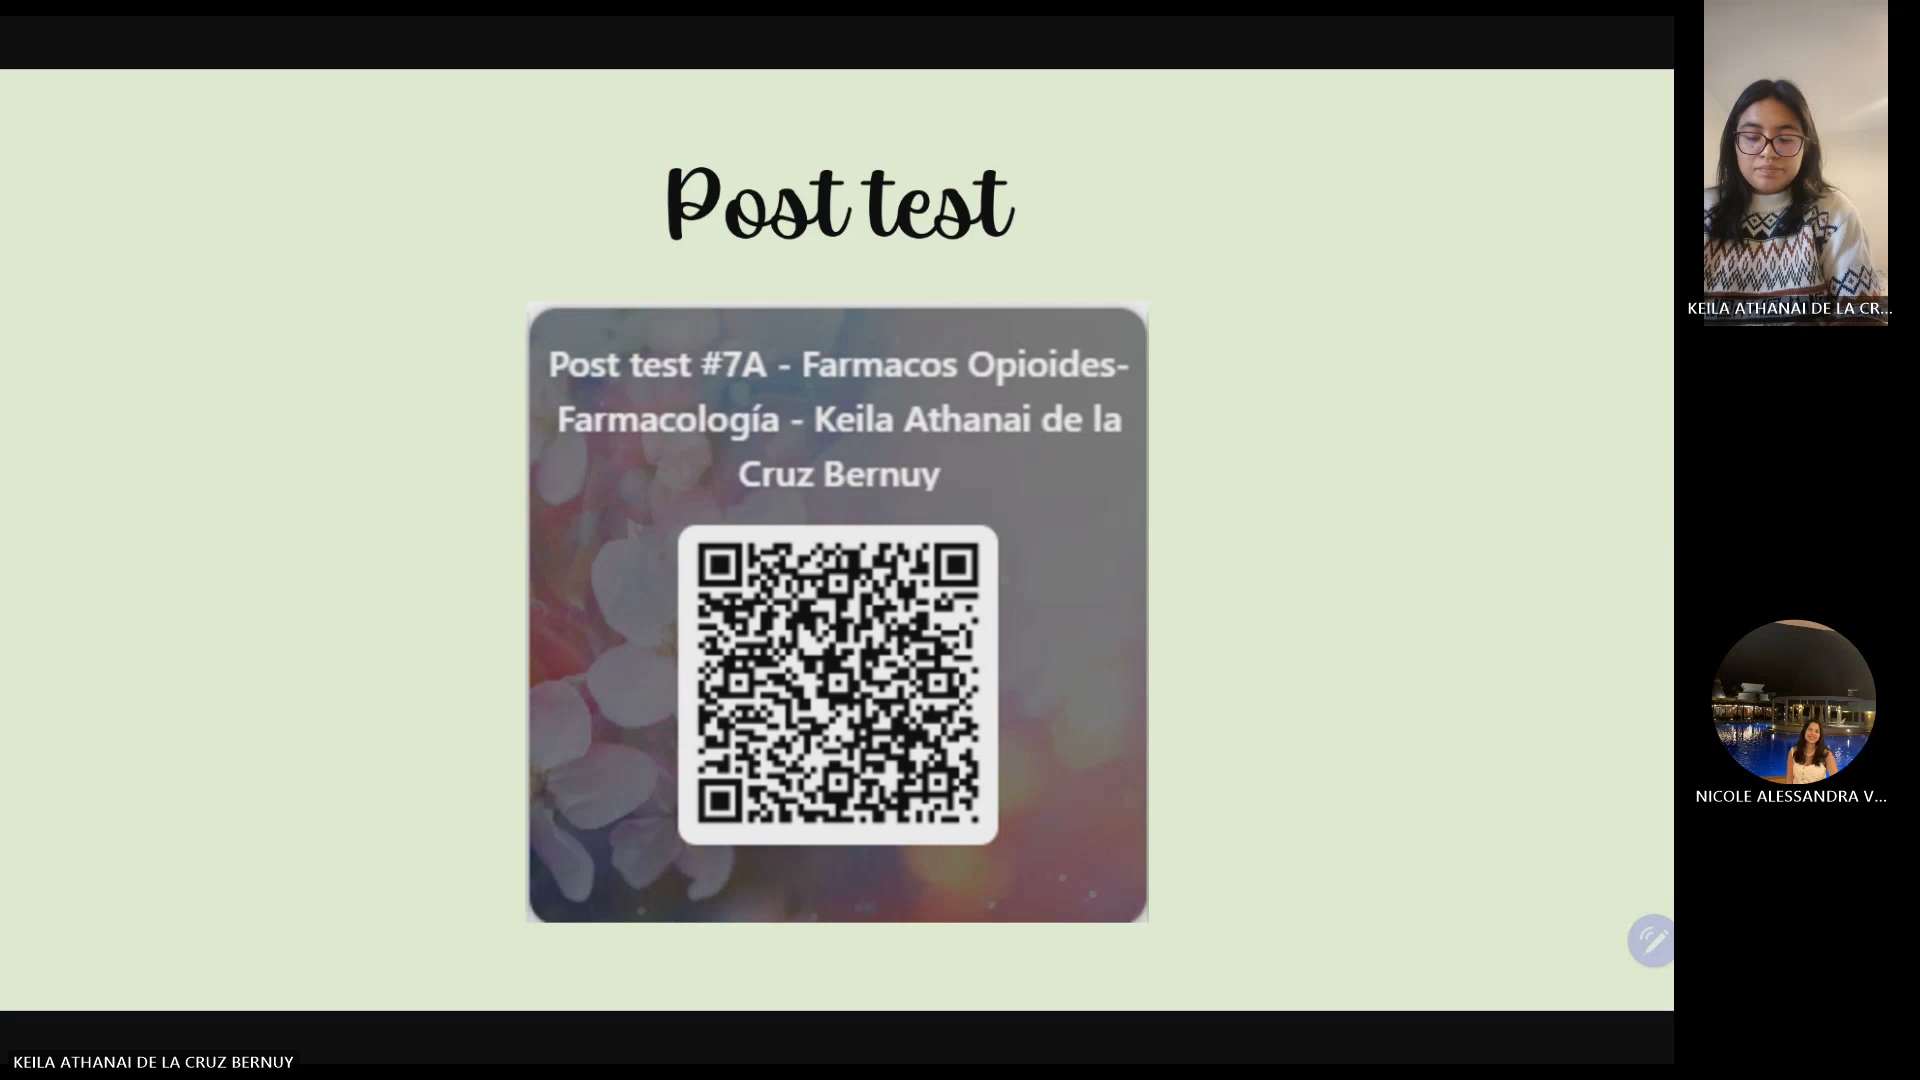 Post test
Post test #7A - Farmacos Opioides-
Farmacología - Keila Athanai de la
Cruz Bernuy
KEILA ATHANAI DE LA CR...
NICOLE ALESSANDRA V...
KEILA ATHANAI DE LA CRUZ BERNUY